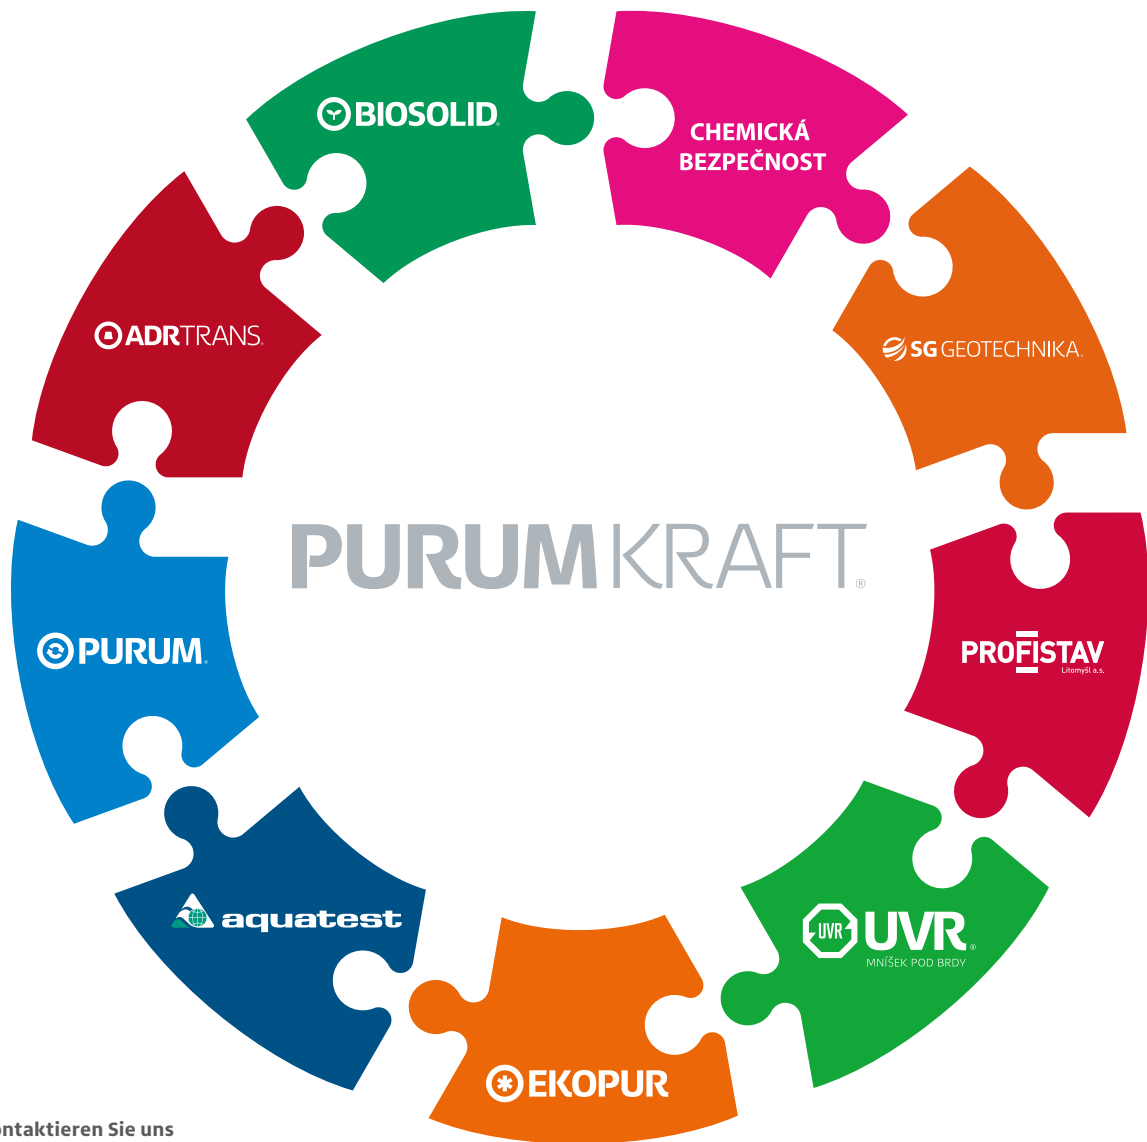 BIOSOLID
CHEMICKÁ
BEZPEČNOST
ADRTRANS
SG GEOTECHNIKA
PURUMKRAFT®
PURUM
PROFISTAV
Litomyšl a.s.
aquatest
UVR UVR®
MNÍŠEK POD BRDY
EKOPUR
ontaktieren Sie uns